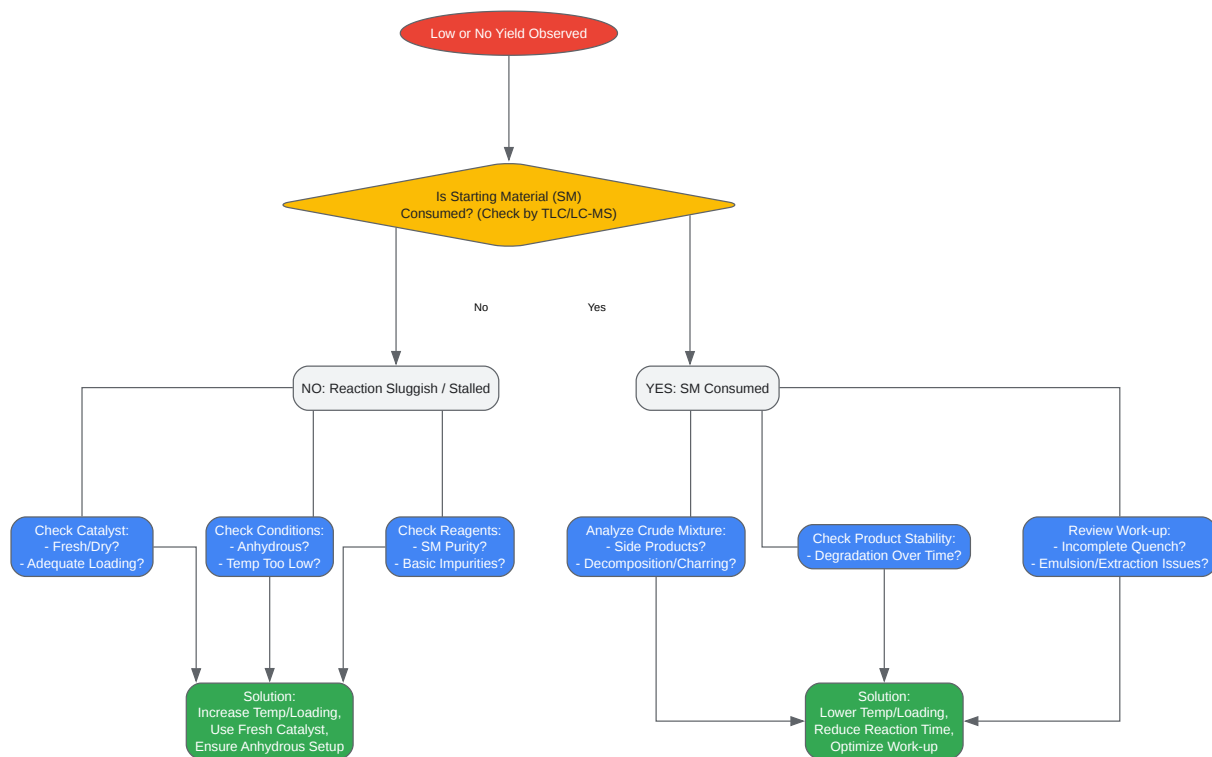 Low or No Yield Observed
Is Starting Material (SM)
Consumed? (Check by TLC/LC-MS)
No
Yes
NO: Reaction Sluggish / Stalled
YES: SM Consumed
Check Catalyst:
- Fresh/Dry?
- Adequate Loading?
Check Conditions:
- Anhydrous?
- Temp Too Low?
Check Reagents:
- SM Purity?
- Basic Impurities?
Analyze Crude Mixture:
- Side Products?
- Decomposition/Charring?
Check Product Stability:
- Degradation Over Time?
Review Work-up:
- Incomplete Quench?
- Emulsion/Extraction Issues?
Solution:
Increase Temp/Loading,
Use Fresh Catalyst,
Ensure Anhydrous Setup
Solution:
Lower Temp/Loading,
Reduce Reaction Time,
Optimize Work-up